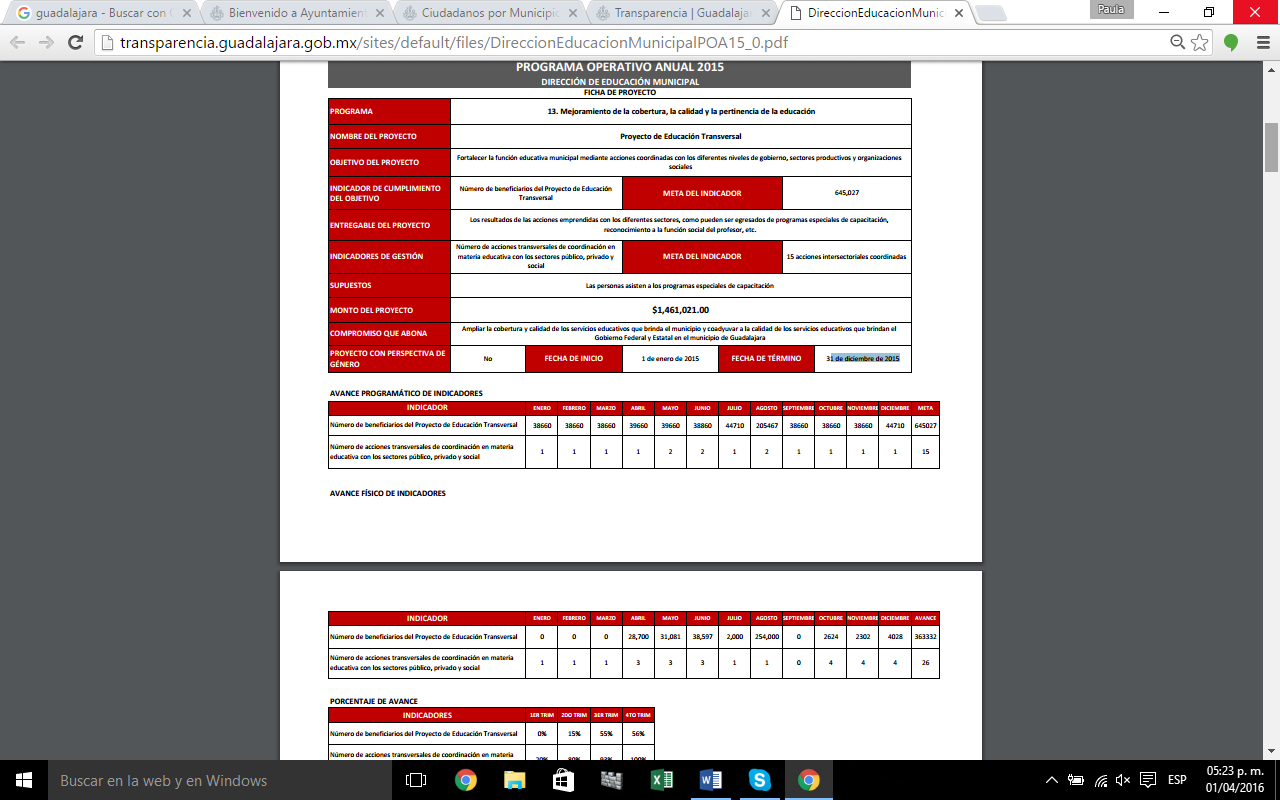 guadalajara - Buscar con G
Bienvenido a Ayuntamient
Ciudadanos por Municipio
Transparencia | Guadalajar
DireccionEducacionMunic
Paula
transparencia.guadalajara.gob.mx/sites/default/files/DireccionEducacionMunicipalPOA15_0.pdf
PROGRAMA OPERATIVO ANUAL 2015
DIRECCIÓN DE EDUCACIÓN MUNICIPAL
FICHA DE PROYECTO
PROGRAMA
13. Mejoramiento de la cobertura, la calidad y la pertinencia de la educación
NOMBRE DEL PROYECTO
Proyecto de Educación Transversal
OBJETIVO DEL PROYECTO
Fortalecer la función educativa municipal mediante acciones coordinadas con los diferentes niveles de gobierno, sectores productivos y organizaciones
sociales
INDICADOR DE CUMPLIMIENTO
DEL OBJETIVO
Número de beneficiarios del Proyecto de Educación
Transversal
META DEL INDICADOR
645,027
ENTREGABLE DEL PROYECTO
Los resultados de las acciones emprendidas con los diferentes sectores, como pueden ser egresados de programas especiales de capacitación,
reconocimiento a la función social del profesor, etc.
INDICADORES DE GESTIÓN
Número de acciones transversales de coordinación en
materia educativa con los sectores público, privado y
social
META DEL INDICADOR
15 acciones intersectoriales coordinadas
SUPUESTOS
Las personas asisten a los programas especiales de capacitación
MONTO DEL PROYECTO
$1,461,021.00
COMPROMISO QUE ABONA
Ampliar la cobertura y calidad de los servicios educativos que brinda el municipio y coadyuvar a la calidad de los servicios educativos que brindan el
Gobierno Federal y Estatal en el municipio de Guadalajara
PROYECTO CON PERSPECTIVA DE
GÉNERO
No
FECHA DE INICIO
1 de enero de 2015
FECHA DE TÉRMINO
31 de diciembre de 2015
AVANCE PROGRAMÁTICO DE INDICADORES
INDICADOR ENERO FEBRERO MARZO ABRIL MAYO JUNIO JULIO AGOSTO SEPTIEMBRE OCTUBRE NOVIEMBRE DICIEMBRE META
Número de beneficiarios del Proyecto de Educación Transversal 38660 38660 38660 39660 39660 38860 44710 205467 38660 38660 38660 44710 645027
Número de acciones transversales de coordinación en materia
educativa con los sectores público, privado y social
1 1 1 1 2 2 1 2 1 1 1 1 15
AVANCE FÍSICO DE INDICADORES
INDICADOR ENERO FEBRERO MARZO ABRIL MAYO JUNIO JULIO AGOSTO SEPTIEMBRE OCTUBRE NOVIEMBRE DICIEMBRE AVANCE
Número de beneficiarios del Proyecto de Educación Transversal 0 0 0 28,700 31,081 38,597 2,000 254,000 0 2624 2302 4028 363332
Número de acciones transversales de coordinación en materia
educativa con los sectores público, privado y social
1 1 1 3 3 3 1 1 0 4 4 4 26
PORCENTAJE DE AVANCE
INDICADORES 1ER TRIM 2DO TRIM 3ER TRIM 4TO TRIM
Número de beneficiarios del Proyecto de Educación Transversal 0% 15% 55% 56%
Número de acciones transversales de coordinación en materia
Buscar en la web y en Windows
ESP
05:23 p. m.
01/04/2016